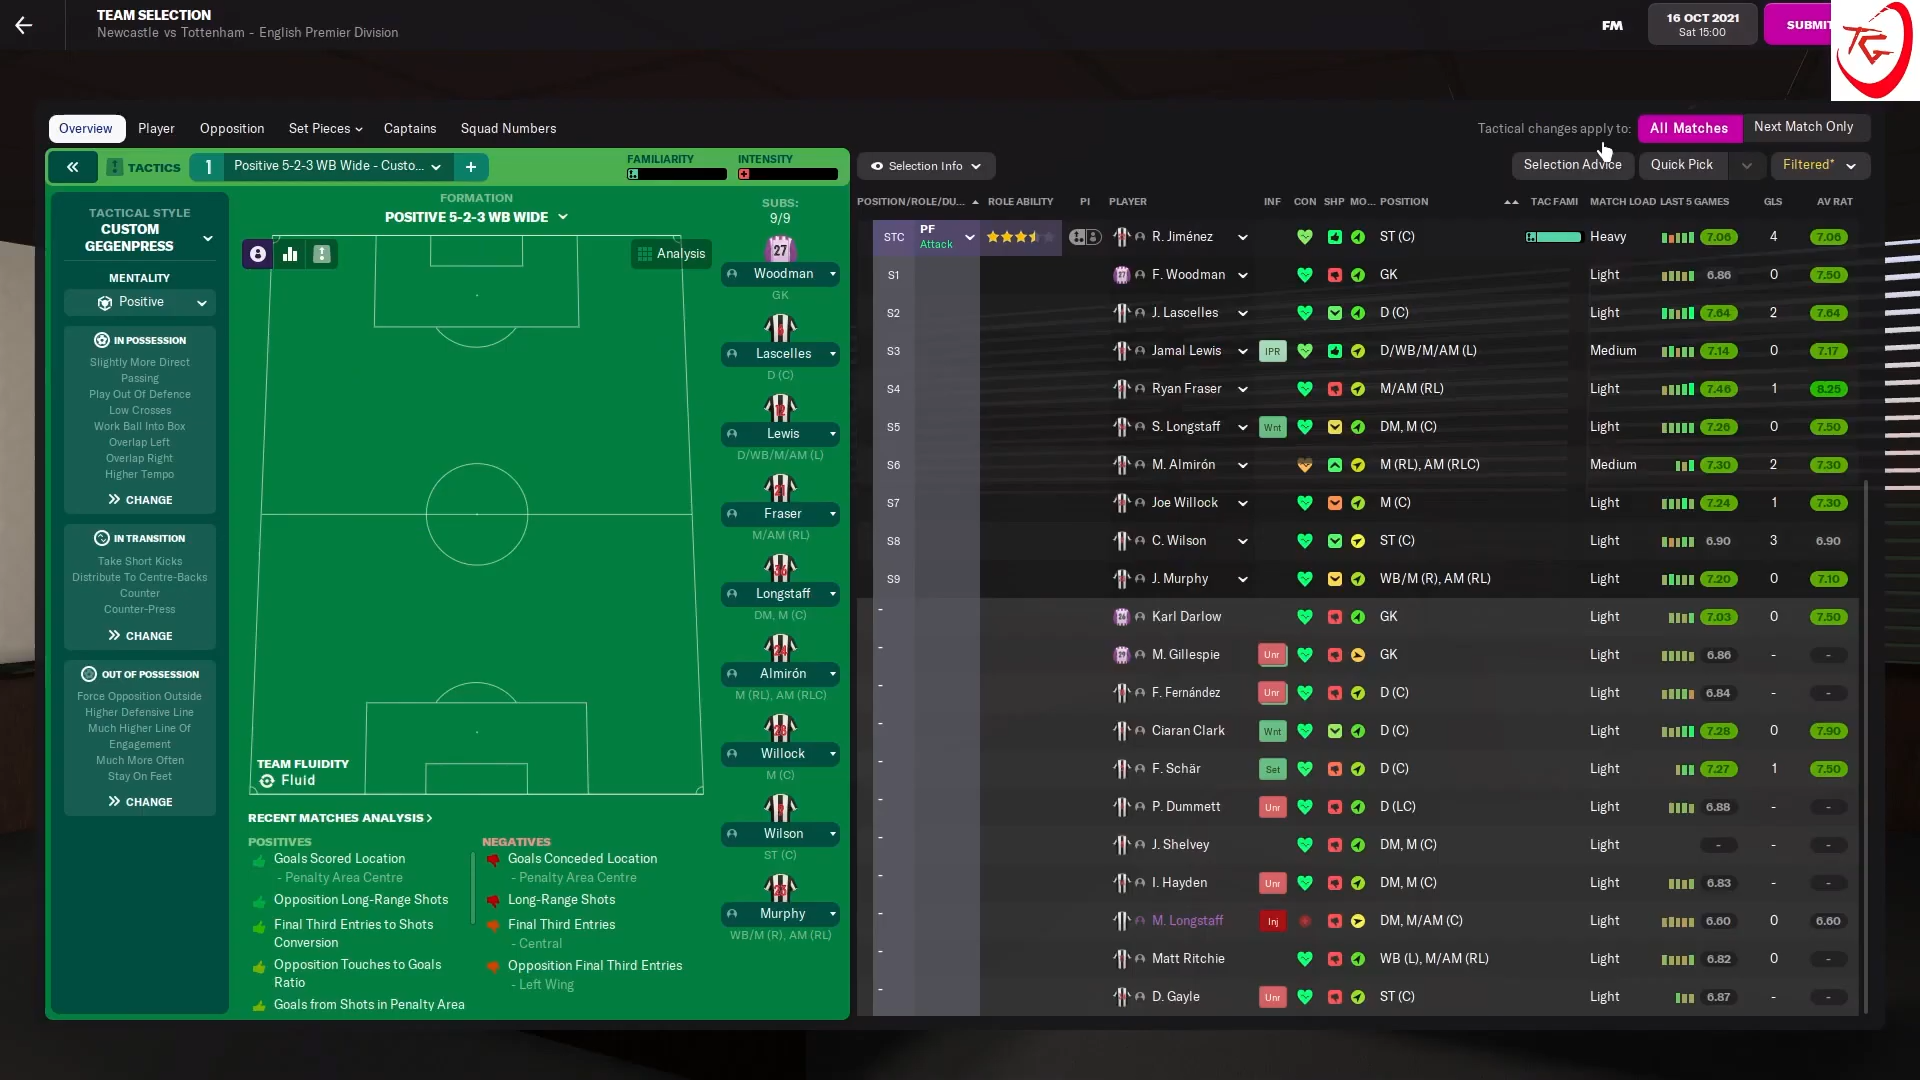 TEAM SELECTION
Newcastle vs Tottenham - English Premier Division
FM
16 OCT 2021
Sat 15:00
SUBMIT
TG
Overview Player Opposition Set Pieces Captains Squad Numbers
Tactical changes apply to: All Matches Next Match Only
TACTICS 1 Positive 5-2-3 WB Wide - Custo... +
FAMILIARITY INTENSITY
Selection Info
Selection Advice Quick Pick Filtered*
TACTICAL STYLE
CUSTOM
GEGENPRESS
MENTALITY
Positive
IN POSSESSION
Slightly More Direct
Passing
Play Out Of Defence
Low Crosses
Work Ball Into Box
Overlap Left
Overlap Right
Higher Tempo
CHANGE
IN TRANSITION
Take Short Kicks
Distribute To Centre-Backs
Counter
Counter-Press
CHANGE
OUT OF POSSESSION
Force Opposition Outside
Higher Defensive Line
Much Higher Line Of
Engagement
Much More Often
Stay On Feet
CHANGE
FORMATION
POSITIVE 5-2-3 WB WIDE
Analysis
TEAM FLUIDITY
Fluid
RECENT MATCHES ANALYSIS
POSITIVES
Goals Scored Location
- Penalty Area Centre
Opposition Long-Range Shots
Final Third Entries to Shots
Conversion
Opposition Touches to Goals
Ratio
Goals from Shots in Penalty Area
NEGATIVES
Goals Conceded Location
- Penalty Area Centre
Long-Range Shots
Final Third Entries
- Central
Opposition Final Third Entries
- Left Wing
SUBS:
9/9
27
Woodman
GK
Lascelles
D (C)
12
Lewis
D/WB/M/AM (L)
21
Fraser
M/AM (RL)
36
Longstaff
DM, M (C)
24
Almirón
M (RL), AM (RLC)
28
Willock
M (C)
Wilson
ST (C)
23
Murphy
WB/M (R), AM (RL)
POSITION/ROLE/DU... ROLE ABILITY PI PLAYER INF CON SHP MO... POSITION TAC FAMI MATCH LOAD LAST 5 GAMES GLS AV RAT
STC PF Attack R. Jiménez ST (C) Heavy 7.06 4 7.06
S1 27 F. Woodman GK Light 6.86 0 7.50
S2 J. Lascelles D (C) Light 7.64 2 7.64
S3 Jamal Lewis IPR D/WB/M/AM (L) Medium 7.14 0 7.17
S4 Ryan Fraser M/AM (RL) Light 7.46 1 8.25
S5 S. Longstaff Wnt DM, M (C) Light 7.26 0 7.50
S6 M. Almirón M (RL), AM (RLC) Medium 7.30 2 7.30
S7 Joe Willock M (C) Light 7.24 1 7.30
S8 C. Wilson ST (C) Light 6.90 3 6.90
S9 J. Murphy WB/M (R), AM (RL) Light 7.20 0 7.10
- 26 Karl Darlow GK Light 7.03 0 7.50
- 29 M. Gillespie Unr GK Light 6.86 - -
- F. Fernández Unr D (C) Light 6.84 - -
- Ciaran Clark Wnt D (C) Light 7.28 0 7.90
- F. Schär Set D (C) Light 7.27 1 7.50
- P. Dummett Unr D (LC) Light 6.88 - -
- J. Shelvey DM, M (C) Light - - -
- I. Hayden Unr DM, M (C) Light 6.83 - -
- M. Longstaff Inj DM, M/AM (C) Light 6.60 0 6.60
- Matt Ritchie WB (L), M/AM (RL) Light 6.82 0 -
- D. Gayle Unr ST (C) Light 6.87 - -